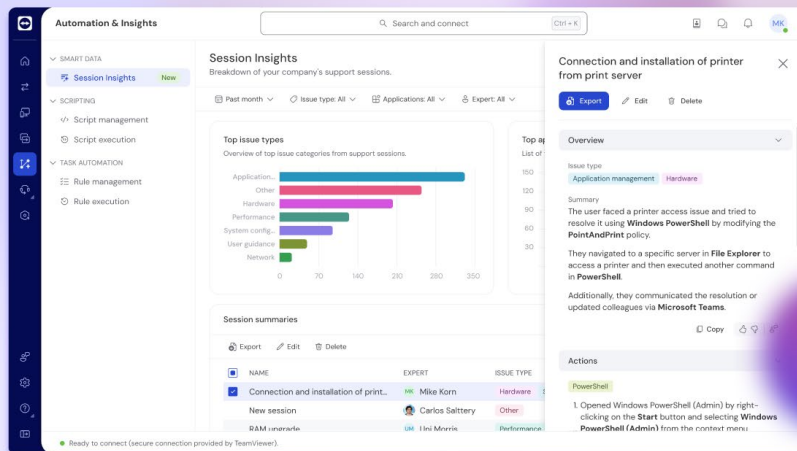 Automation & Insights
Search and connect
Ctrl + K
MK
SMART DATA
Session Insights
New
SCRIPTING
Script management
Script execution
TASK AUTOMATION
Rule management
Rule execution
Session Insights
Breakdown of your company's support sessions.
Past month
Issue type: All
Applications: All
Expert: All
Top issue types
Overview of top issue categories from support sessions.
Application...
Other
Hardware
Performance
System config...
User guidance
Network
0 70 140 210 280 350
List of
150
120
90
60
30
Session summaries
Export
Edit
Delete
NAME EXPERT ISSUE TYPE
Connection and installation of print... MK Mike Korn Hardware
New session Carlos Saittery Other
RAM upgrade UM Uni Morris Performance
Connection and installation of printer
from print server
Export
Edit
Delete
Overview
Issue type
Application management Hardware
Summary
The user faced a printer access issue and tried to
resolve it using Windows PowerShell by modifying the
PointAndPrint policy.
They navigated to a specific server in File Explorer to
access a printer and then executed another command
in PowerShell.
Additionally, they communicated the resolution or
updated colleagues via Microsoft Teams.
Copy
Actions
PowerShell
1. Opened Windows PowerShell (Admin) by right-
clicking on the Start button and selecting Windows
PowerShell (Admin) from the context menu
Ready to connect (secure connection provided by TeamViewer).